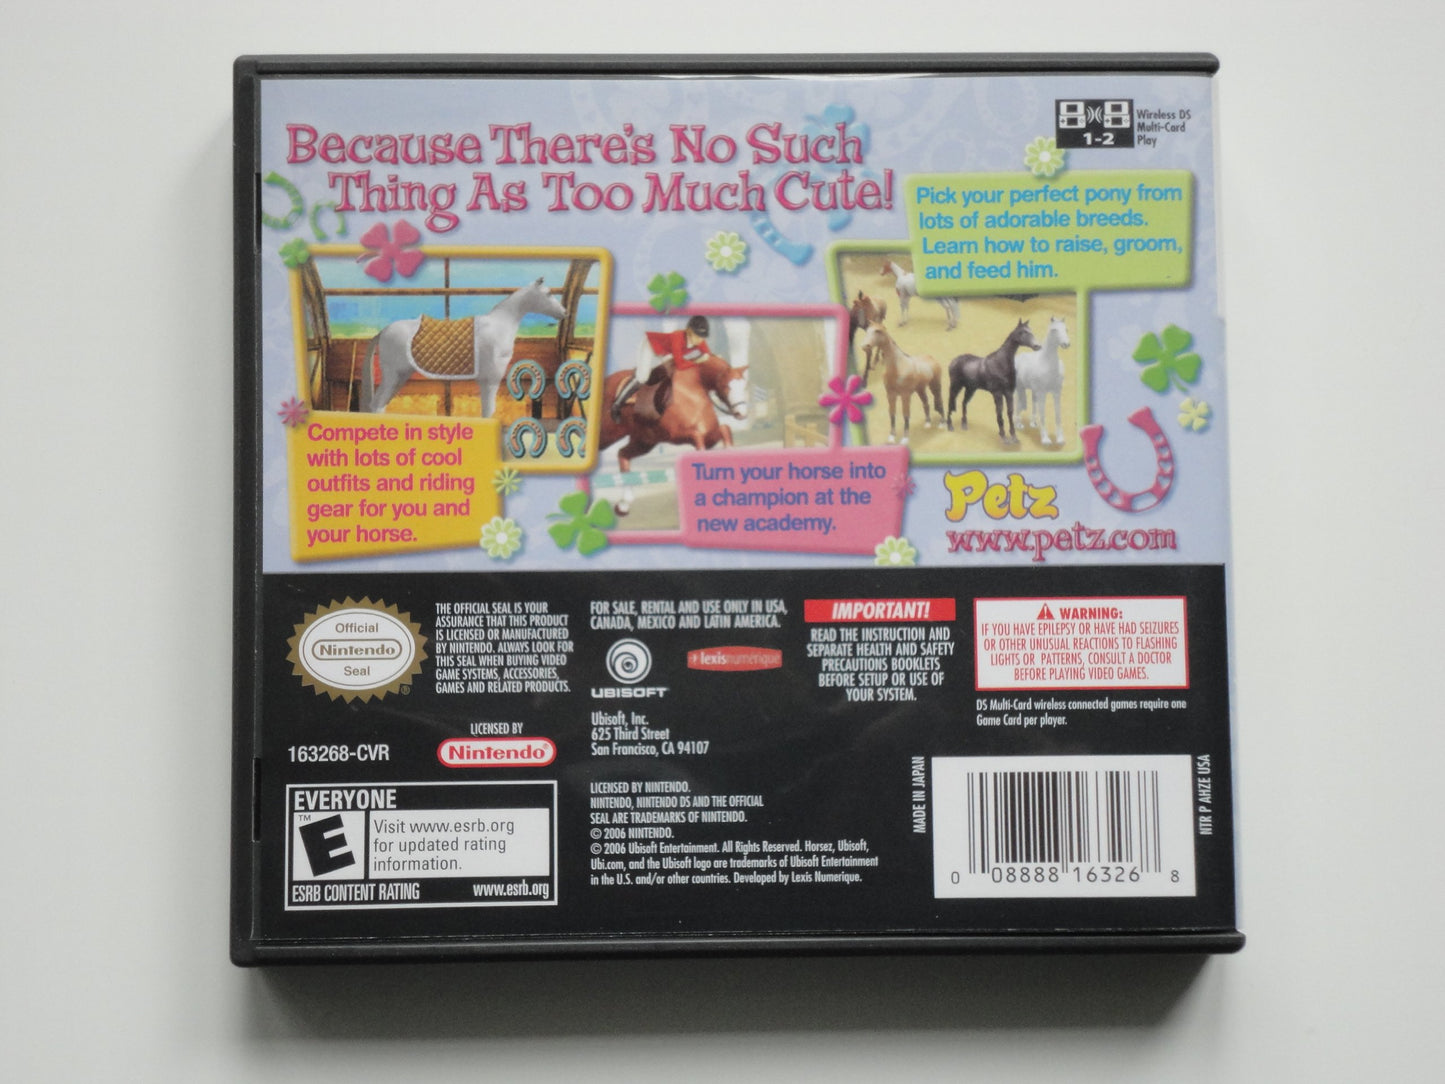 Because There's No Such
Thing As Too Much Cute!
1-2
Wireless DS
Multi-Card
Play
Pick your perfect pony from
lots of adorable breeds.
Learn how to raise, groom,
and feed him.
Compete in style
with lots of cool
outfits and riding
gear for you and
your horse.
Turn your horse into
a champion at the
new academy.
Petz
www.petz.com
Official
Nintendo
Seal
®
THE OFFICIAL SEAL IS YOUR
ASSURANCE THAT THIS PRODUCT
IS LICENSED OR MANUFACTURED
BY NINTENDO. ALWAYS LOOK FOR
THIS SEAL WHEN BUYING VIDEO
GAME SYSTEMS, ACCESSORIES,
GAMES AND RELATED PRODUCTS.
FOR SALE, RENTAL AND USE ONLY IN USA,
CANADA, MEXICO AND LATIN AMERICA.
UBISOFT
lexisnumérique
IMPORTANT!
READ THE INSTRUCTION AND
SEPARATE HEALTH AND SAFETY
PRECAUTIONS BOOKLETS
BEFORE SETUP OR USE OF
YOUR SYSTEM.
WARNING:
IF YOU HAVE EPILEPSY OR HAVE HAD SEIZURES
OR OTHER UNUSUAL REACTIONS TO FLASHING
LIGHTS OR PATTERNS, CONSULT A DOCTOR
BEFORE PLAYING VIDEO GAMES.
DS Multi-Card wireless connected games require one
Game Card per player.
163268-CVR
LICENSED BY
Nintendo®
Ubisoft, Inc.
625 Third Street
San Francisco, CA 94107
EVERYONE
E
TM
Visit www.esrb.org
for updated rating
information.
ESRB CONTENT RATING www.esrb.org
LICENSED BY NINTENDO.
NINTENDO, NINTENDO DS AND THE OFFICIAL
SEAL ARE TRADEMARKS OF NINTENDO.
© 2006 NINTENDO.
© 2006 Ubisoft Entertainment. All Rights Reserved. Horsez, Ubisoft,
Ubi.com, and the Ubisoft logo are trademarks of Ubisoft Entertainment
in the U.S. and/or other countries. Developed by Lexis Numerique.
MADE IN JAPAN
0 08888 16326 8
NTR P AHZE USA